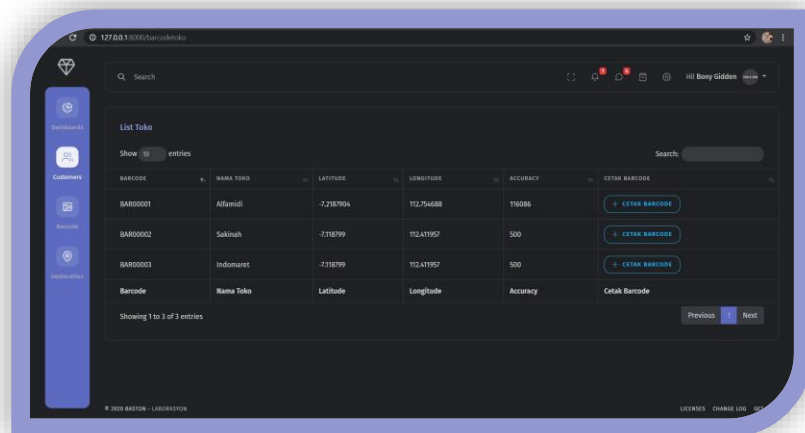 127.0.0.1:8000/barcodetoko
Search
Hi! Bony Gidden
Dashboards
Customers
Barcode
Geolocation
List Toko
Show 10 entries
Search:
BARCODE NAMA TOKO LATITUDE LONGITUDE ACCURACY CETAK BARCODE
BAR00001 Alfamidi -7.2187904 112.754688 116086 + CETAK BARCODE
BAR00002 Sakinah -7.118799 112.411957 500 + CETAK BARCODE
BAR00003 Indomaret -7.118799 112.411957 500 + CETAK BARCODE
Barcode Nama Toko Latitude Longitude Accuracy Cetak Barcode
Showing 1 to 3 of 3 entries
Previous 1 Next
© 2020 BASTON - LABORASYON
LICENSES CHANGE LOG GET